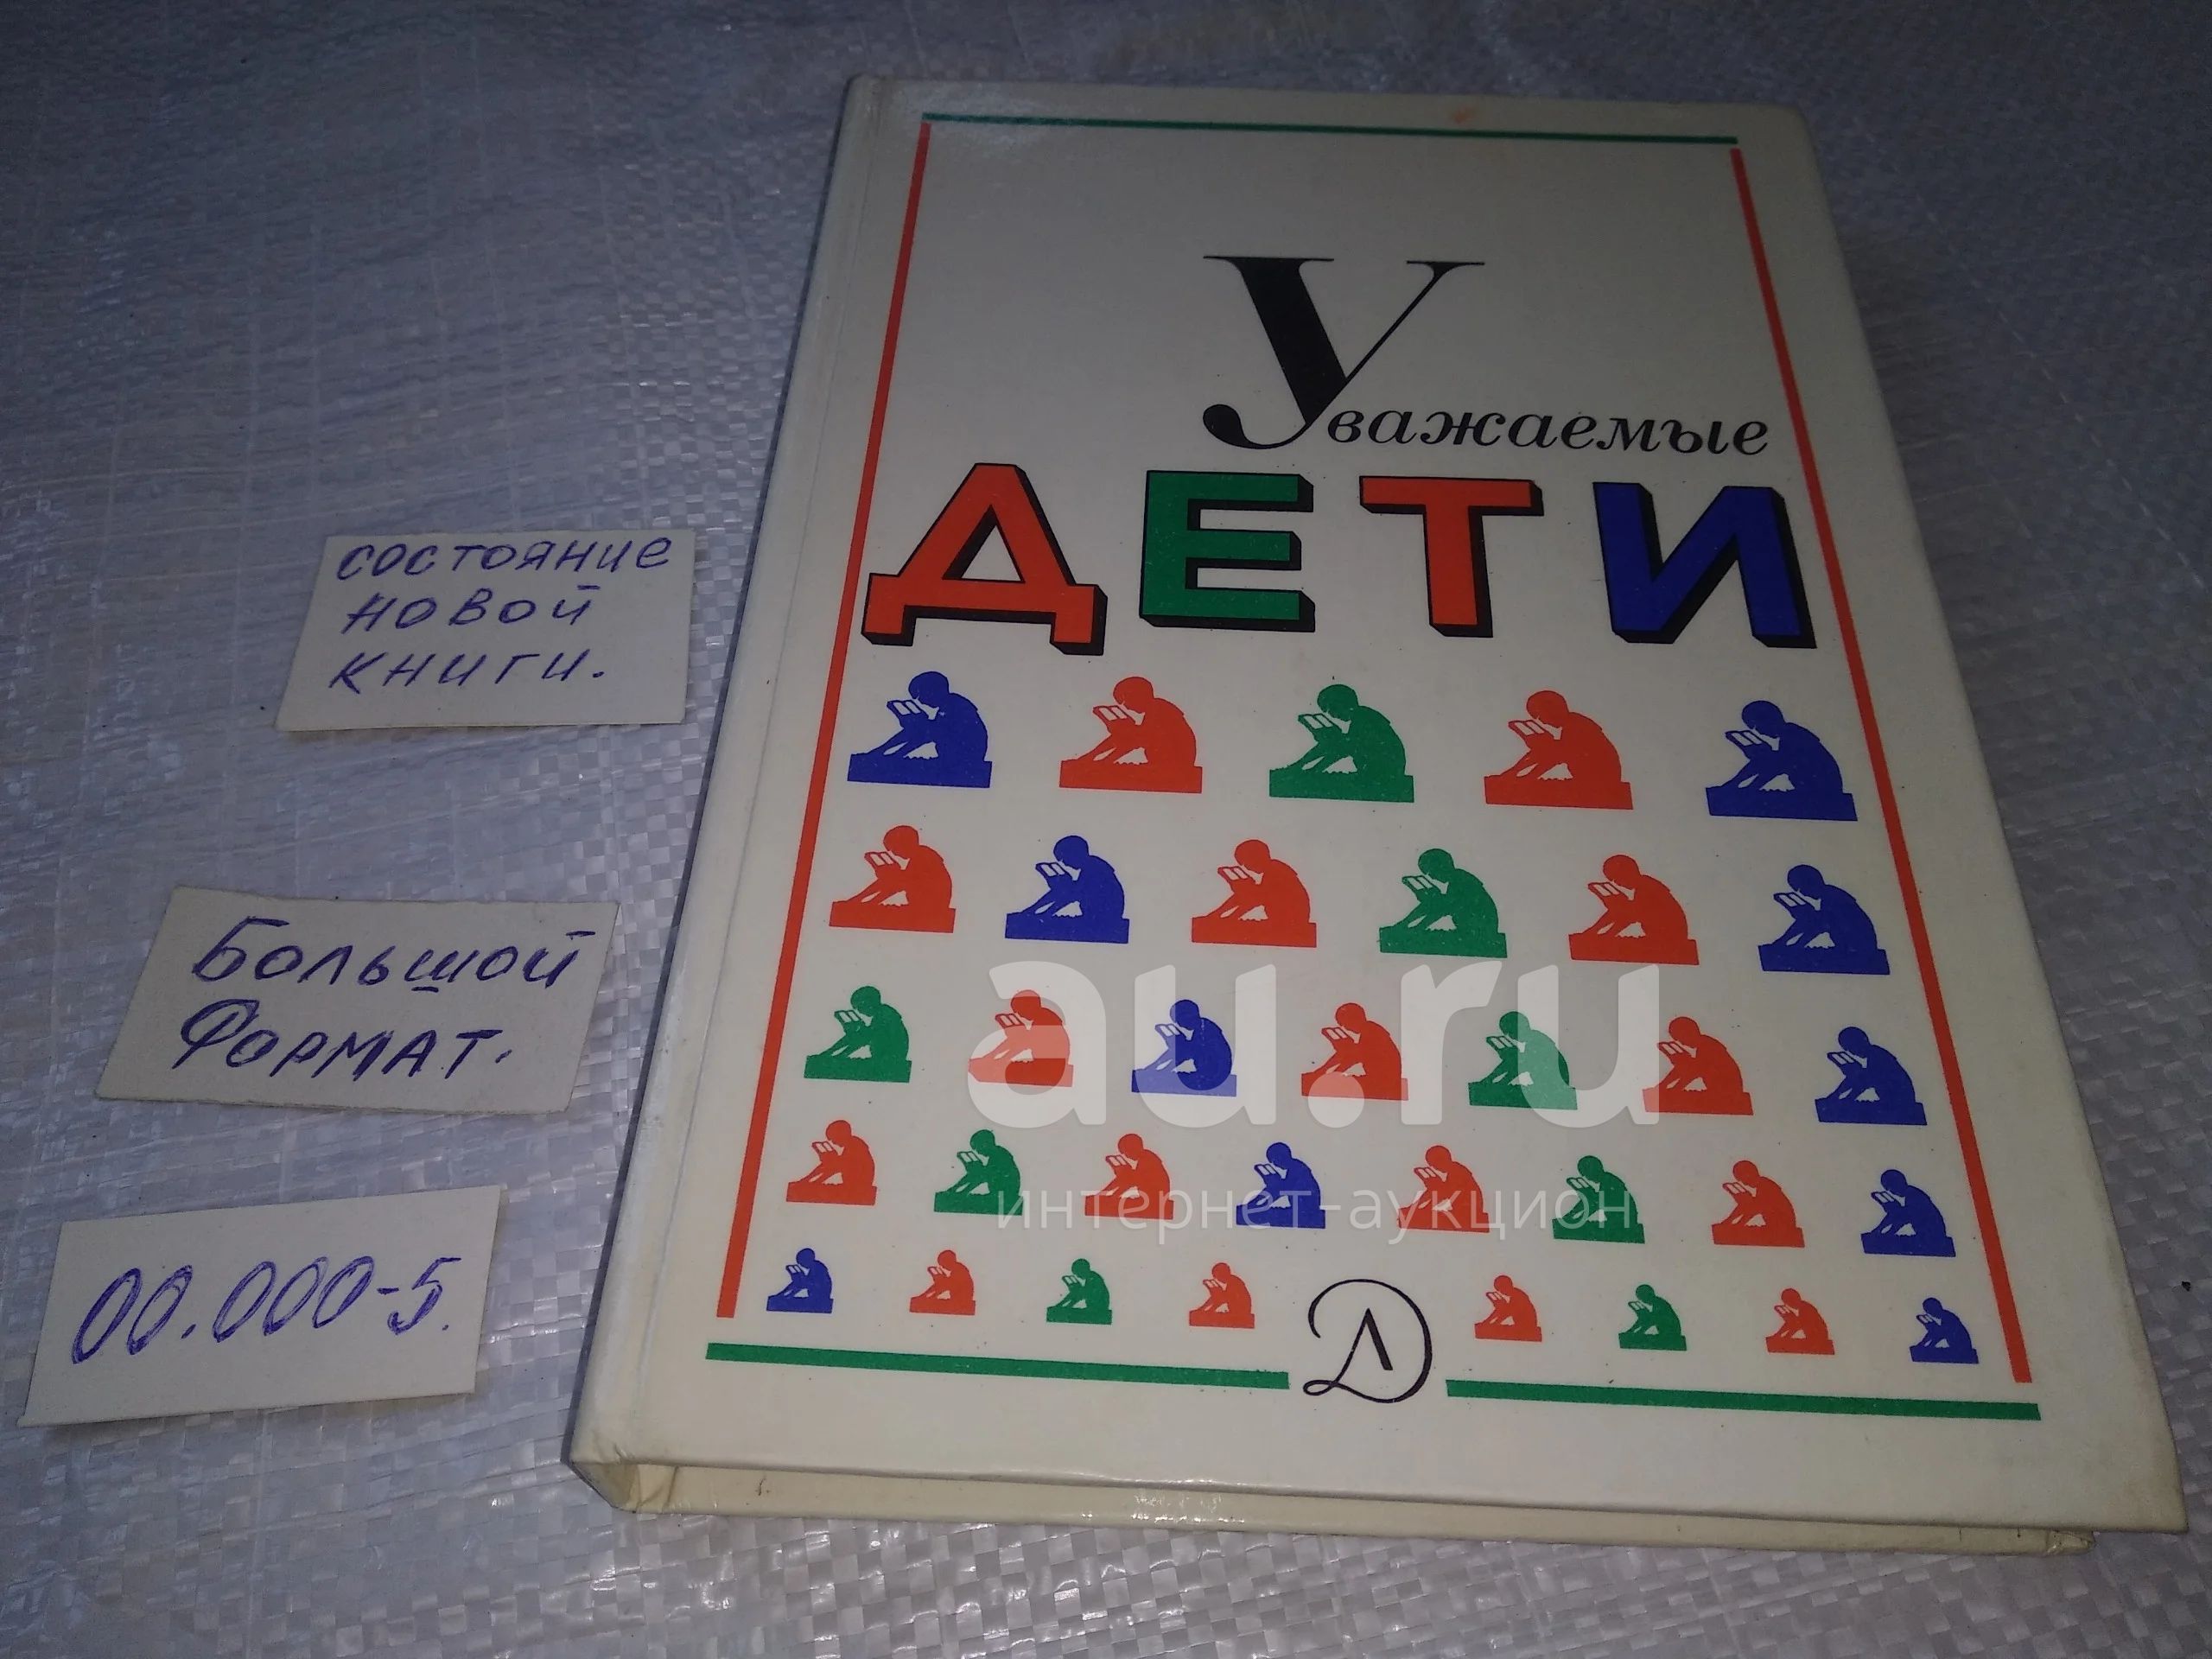 Уважаемые
ДЕТИ
состояние
новой
книги.
Большой
Формат.
00.000-5.
au.ru
интернет-аукцион
Д